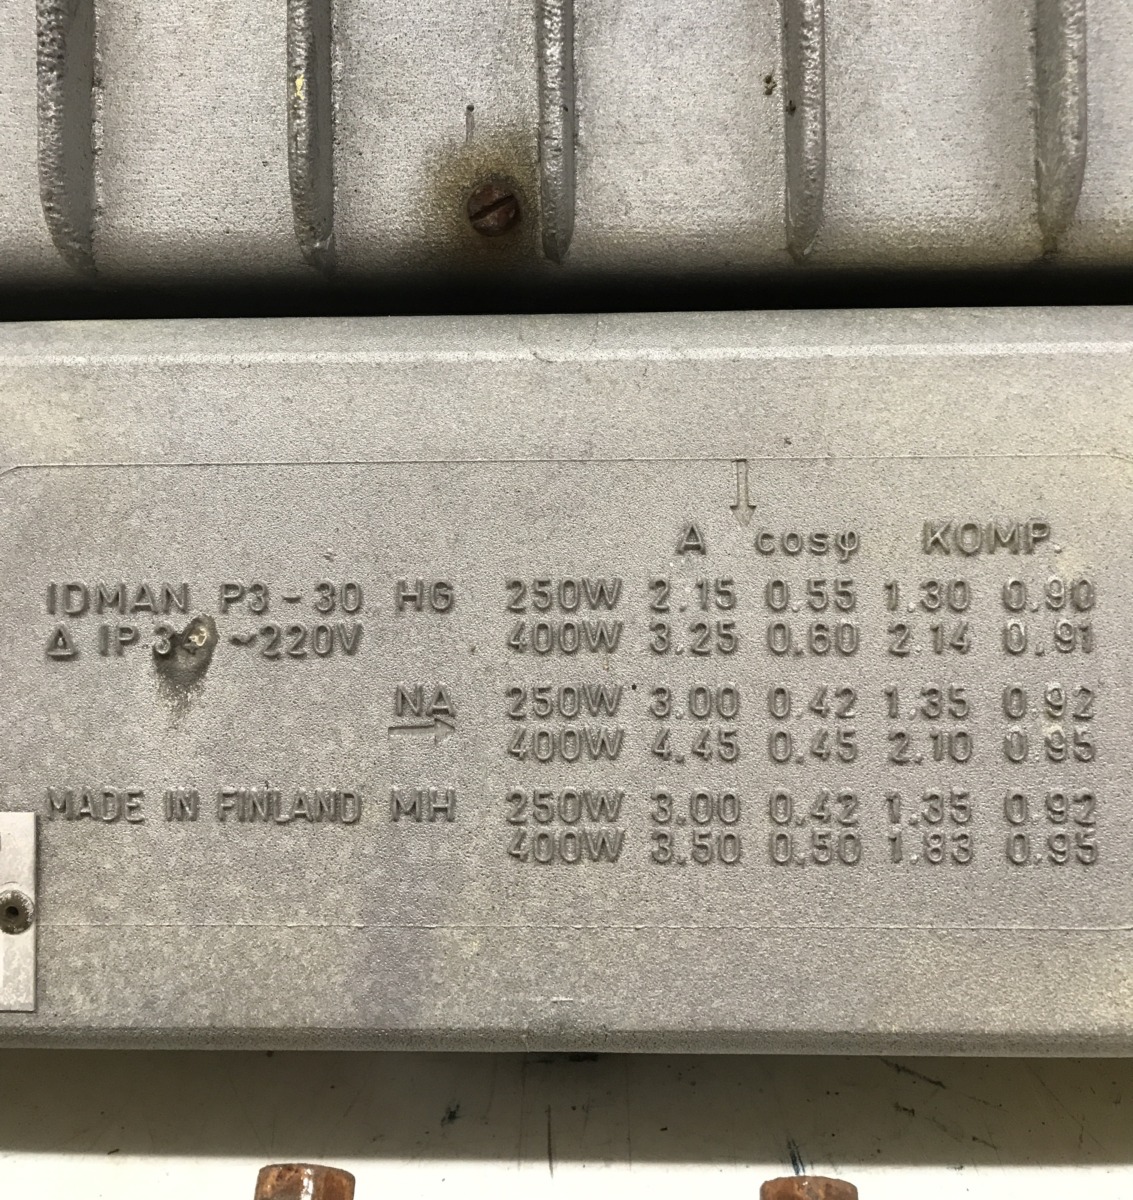 A cosφ KOMP.
IDMAN P3-30 HG 250W 2.15 0.55 1.30 0.90
Δ ~220V 400W 3.25 0.60 2.14 0.91
NA 250W 3.00 0.42 1.35 0.92
400W 4.45 0.45 2.10 0.95
MADE IN FINLAND MH 250W 3.00 0.42 1.35 0.92
400W 3.50 0.50 1.83 0.95